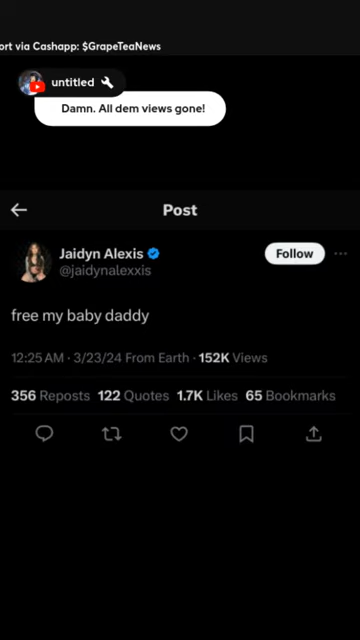 ort via Cashapp: $GrapeTeaNews
untitled
Damn. All dem views gone!
Post
Jaidyn Alexis
Follow
@jaidynalexxis
free my baby daddy
12:25 AM · 3/23/24 From Earth · 152K Views
356 Reposts 122 Quotes 1.7K Likes 65 Bookmarks